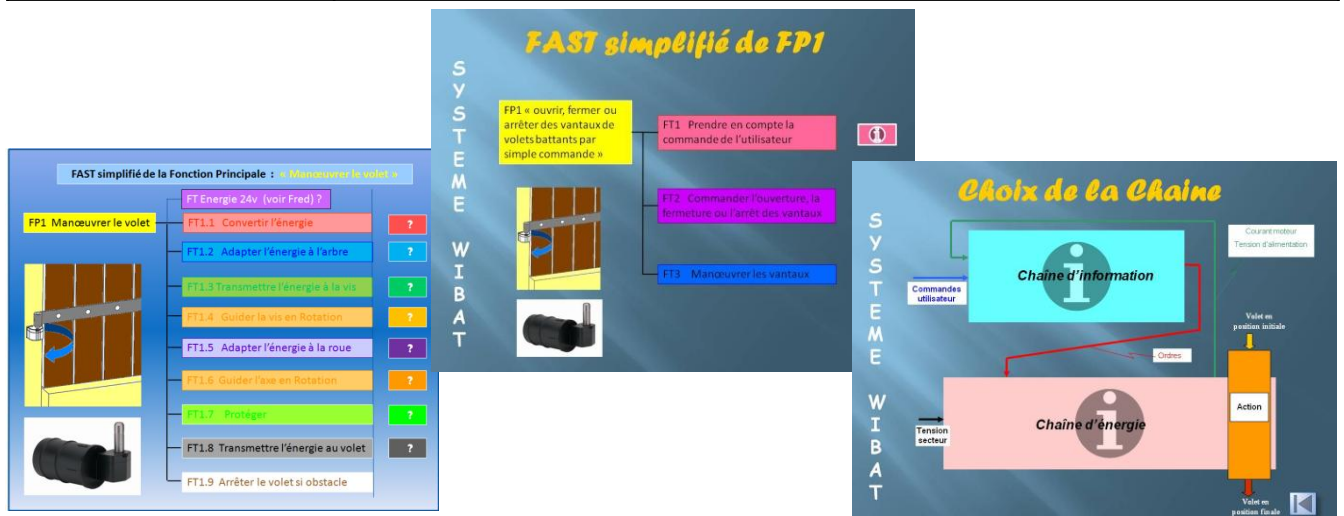 FAST simplifié de la Fonction Principale : « Manœuvrer le volet »
FT Energie 24v (voir Fred) ?
FP1 Manœuvrer le volet
FT1.1 Convertir l'énergie
?
FT1.2 Adapter l'énergie à l'arbre
?
FT1.3 Transmettre l'énergie à la vis
?
FT1.4 Guider la vis en Rotation
?
FT1.5 Adapter l'énergie à la roue
?
FT1.6 Guider l'axe en Rotation
?
FT1.7 Protéger
?
FT1.8 Transmettre l'énergie au volet
?
FT1.9 Arrêter le volet si obstacle
FAST simplifié de FP1
SYSTEME WIBAT
FP1 « ouvrir, fermer ou
arrêter des vantaux de
volets battants par
simple commande »
FT1 Prendre en compte la
commande de l'utilisateur
i
FT2 Commander l'ouverture, la
fermeture ou l'arrêt des vantaux
FT3 Manœuvrer les vantaux
Choix de la Chaine
SYSTEME WIBAT
Courant moteur
Tension d'alimentation
Chaîne d'information
i
Commandes
utilisateur
Volet en
position initiale
Ordres
Chaîne d'énergie
i
Action
Tension
secteur
Volet en
position finale